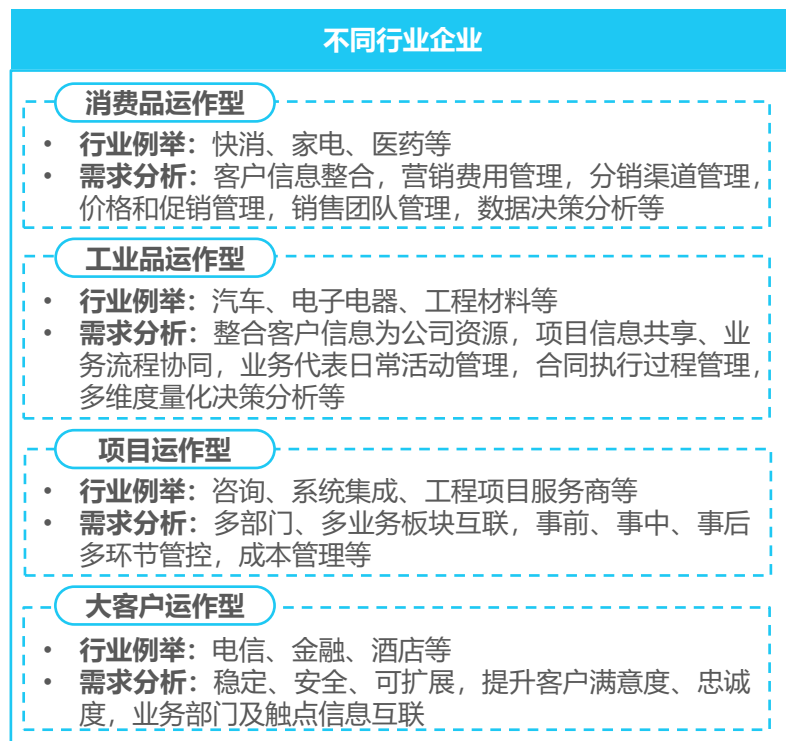 不同行业企业
消费品运作型
• 行业例举：快消、家电、医药等
• 需求分析：客户信息整合，营销费用管理，分销渠道管理，
价格和促销管理，销售团队管理，数据决策分析等
工业品运作型
• 行业例举：汽车、电子电器、工程材料等
• 需求分析：整合客户信息为公司资源，项目信息共享、业
务流程协同，业务代表日常活动管理，合同执行过程管理，
多维度量化决策分析等
项目运作型
• 行业例举：咨询、系统集成、工程项目服务商等
• 需求分析：多部门、多业务板块互联，事前、事中、事后
多环节管控，成本管理等
大客户运作型
• 行业例举：电信、金融、酒店等
• 需求分析：稳定、安全、可扩展，提升客户满意度、忠诚
度，业务部门及触点信息互联